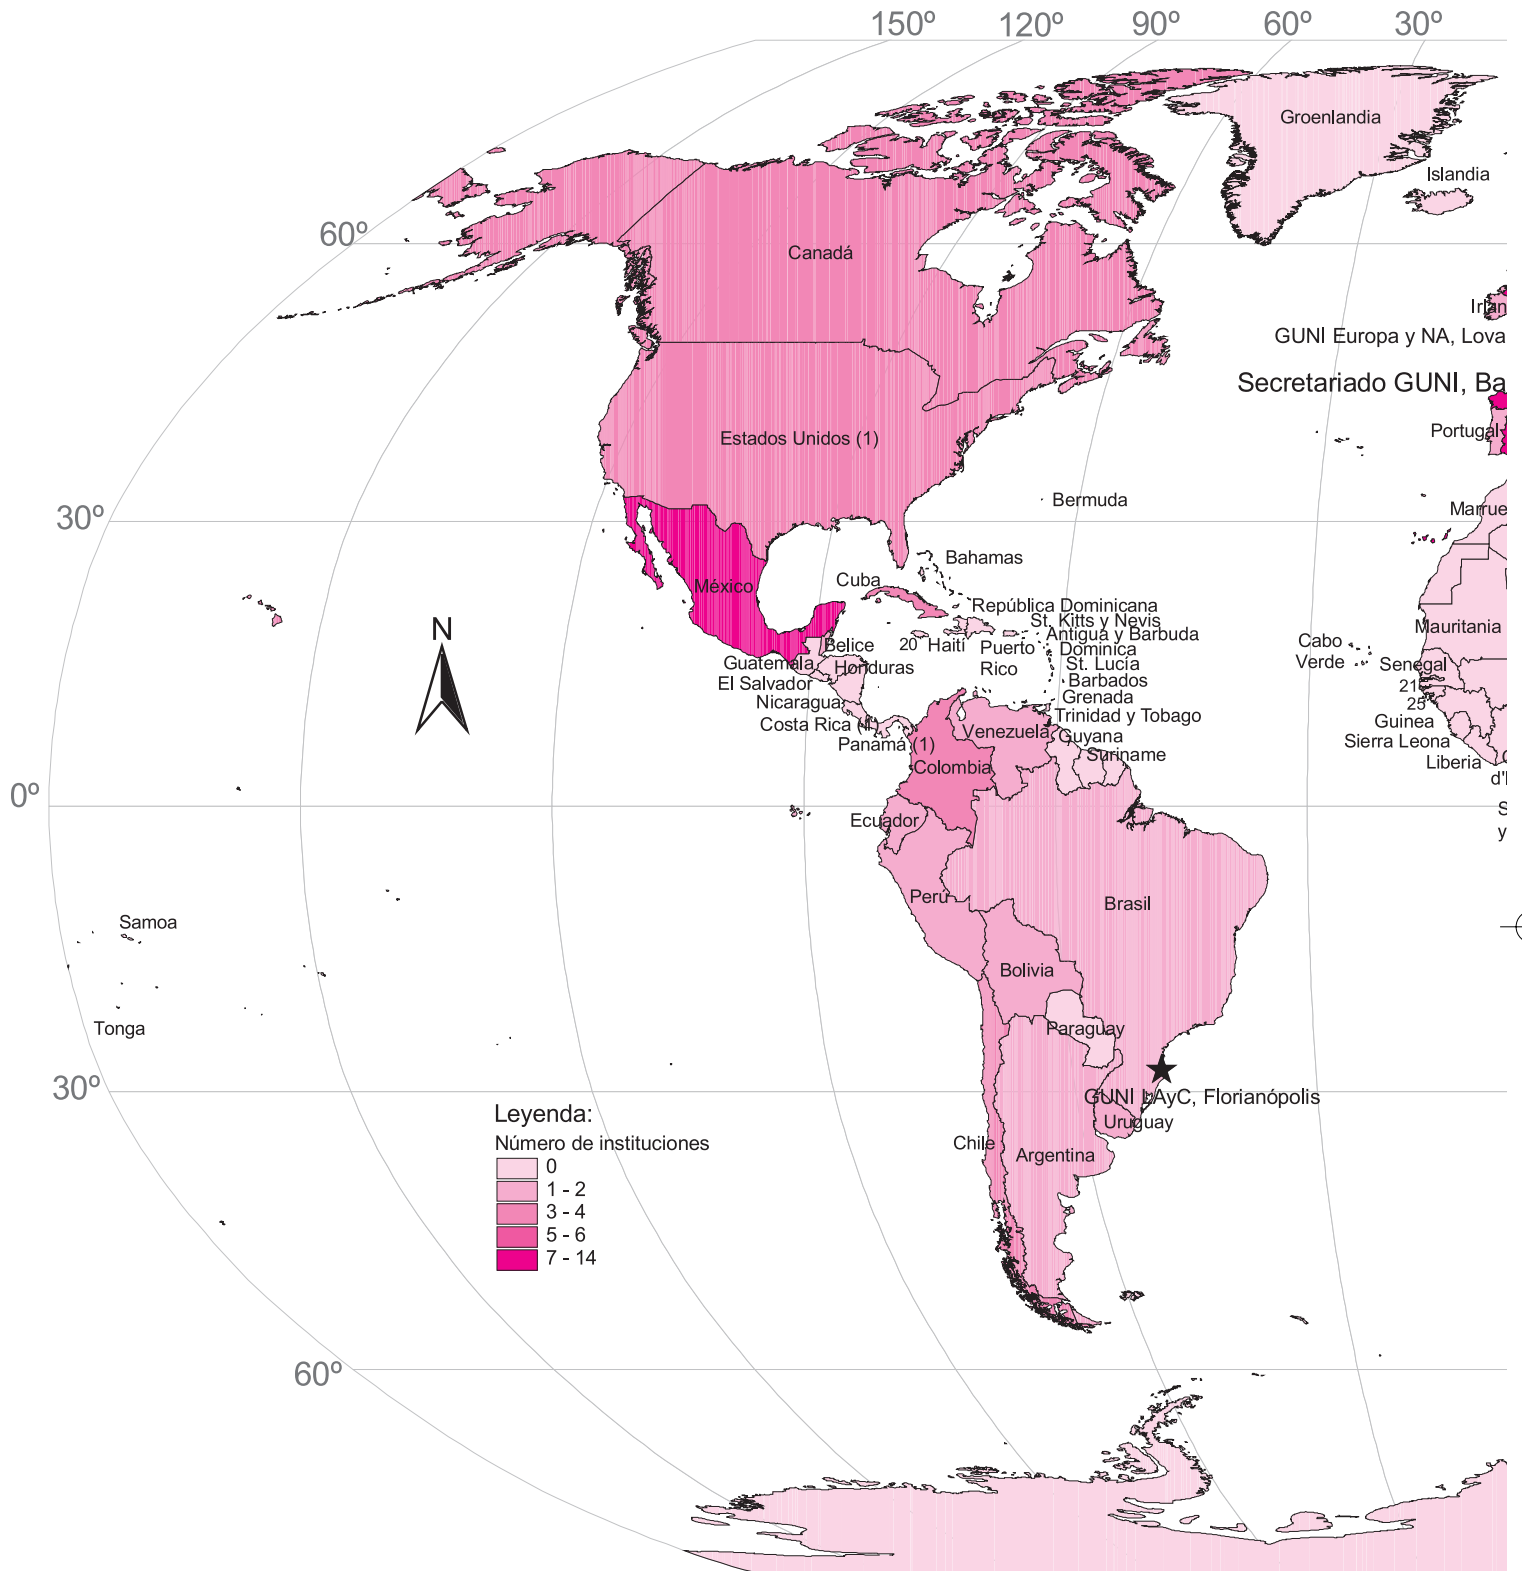 150º 120º 90º 60º 30º
Groenlandia
Islandia
60º
Canadá
Irlan
GUNI Europa y NA, Lova
Secretariado GUNI, Ba
Portugal
Estados Unidos (1)
Bermuda
30º
Marrue
Bahamas
Cuba
México
República Dominicana
St. Kitts y Nevis
Antigua y Barbuda
N
Mauritania
Belice
20 Haití Puerto
Rico
Dominica
Cabo
Verde
Guatemala
Honduras
St. Lucía
Senegal
El Salvador
Barbados
21
Nicaragua
Grenada
25
Costa Rica (
Trinidad y Tobago
Guinea
Panamá (1)
Venezuela
Guyana
Sierra Leona
Suriname
Liberia
Colombia
d'
0º
S
y
Ecuador
Perú
Brasil
Samoa
Bolivia
Tonga
Paraguay
30º
GUNI LAyC, Florianópolis
Uruguay
Chile
Argentina
Leyenda:
Número de instituciones
0
1 - 2
3 - 4
5 - 6
7 - 14
60º